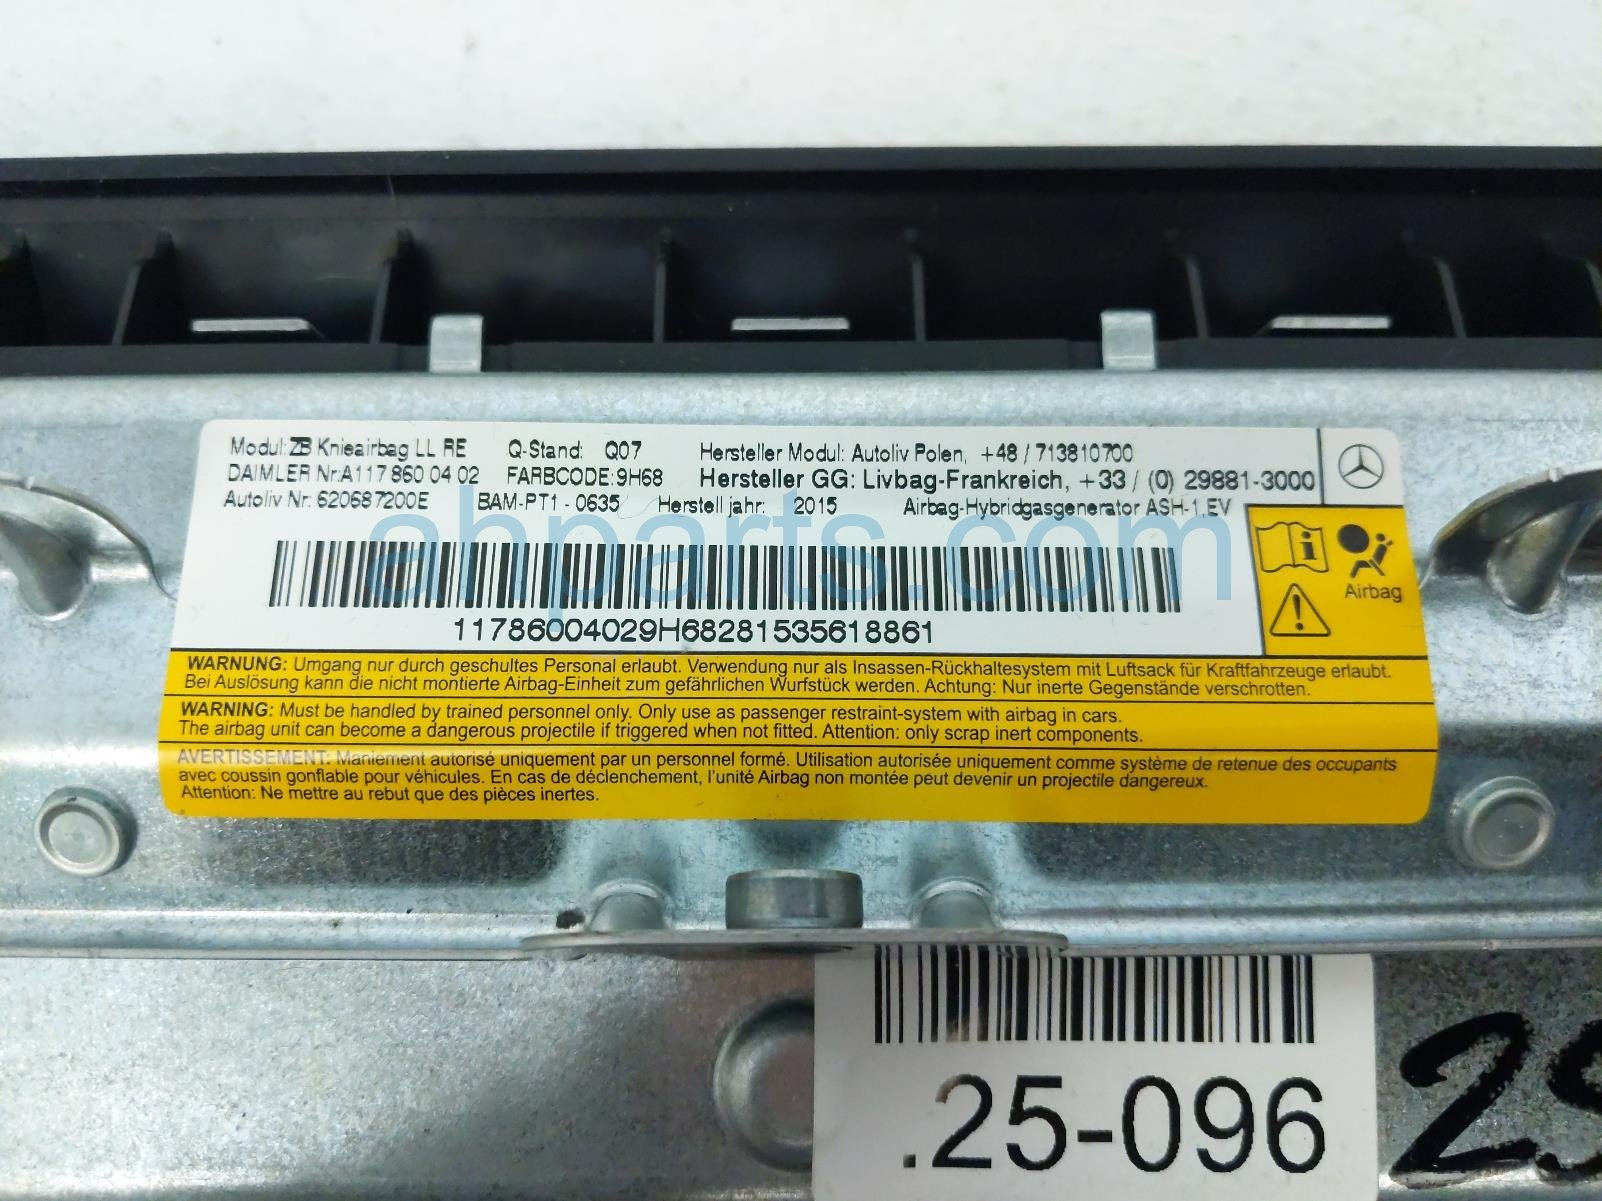 Modul: ZB Knieairbag LL RE Q-Stand: Q07 Hersteller Modul: Autoliv Polen, +48 / 713810700
DAIMLER Nr:A117 860 04 02 FARBCODE:9H68 Hersteller GG: Livbag-Frankreich, +33 / (0) 29881-3000
Autoliv Nr: 620687200E BAM-PT1 - 0635 Herstelljahr: 2015 Airbag-Hybridgasgenerator ASH-1.EV
Airbag
ahparts.com
11786004029H68281535618861
WARNUNG: Umgang nur durch geschultes Personal erlaubt. Verwendung nur als Insassen-Rückhaltesystem mit Luftsack für Kraftfahrzeuge erlaubt.
Bei Auslösung kann die nicht montierte Airbag-Einheit zum gefährlichen Wurfstück werden. Achtung: Nur inerte Gegenstände verschrotten.
WARNING: Must be handled by trained personnel only. Only use as passenger restraint-system with airbag in cars.
The airbag unit can become a dangerous projectile if triggered when not fitted. Attention: only scrap inert components.
AVERTISSEMENT: Maniement autorisé uniquement par un personnel formé. Utilisation autorisée uniquement comme système de retenue des occupants
avec coussin gonflable pour véhicules. En cas de déclenchement, l'unité Airbag non montée peut devenir un projectile dangereux.
Attention: Ne mettre au rebut que des pièces inertes.
.25-096